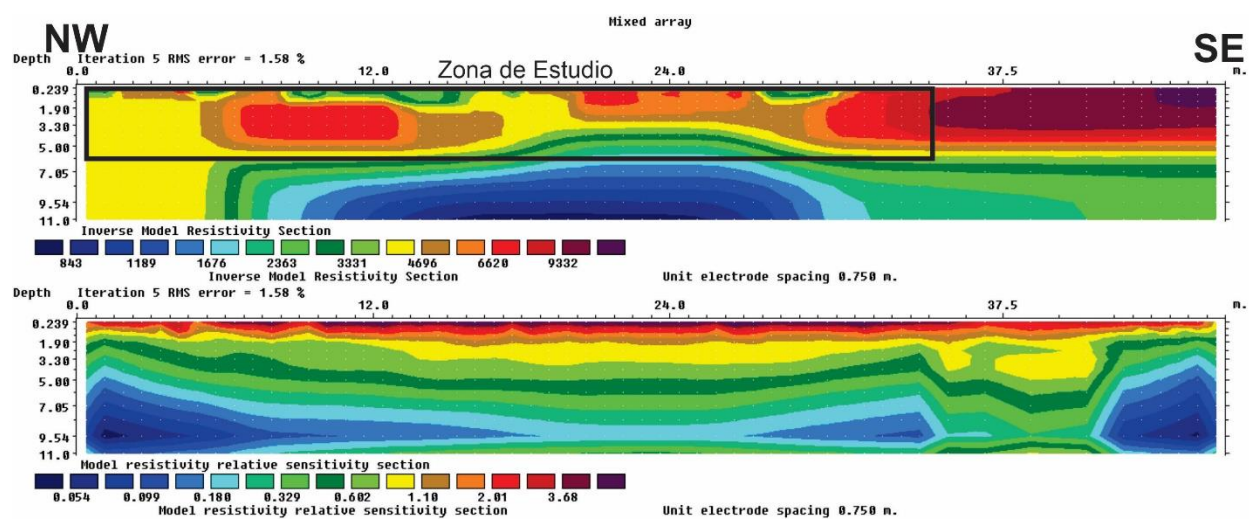 Mixed array
NW
SE
Depth Iteration 5 RMS error = 1.58 %
0.0 12.0 Zona de Estudio 24.0 37.5 m.
0.239
1.90
3.30
5.00
7.05
9.54
11.0
Inverse Model Resistivity Section
843 1189 1676 2363 3331 4696 6620 9332
Inverse Model Resistivity Section Unit electrode spacing 0.750 m.
Depth Iteration 5 RMS error = 1.58 %
0.0 12.0 24.0 37.5 m.
0.239
1.90
3.30
5.00
7.05
9.54
11.0
Model resistivity relative sensitivity section
0.054 0.099 0.180 0.329 0.602 1.10 2.01 3.68
Model resistivity relative sensitivity section Unit electrode spacing 0.750 m.